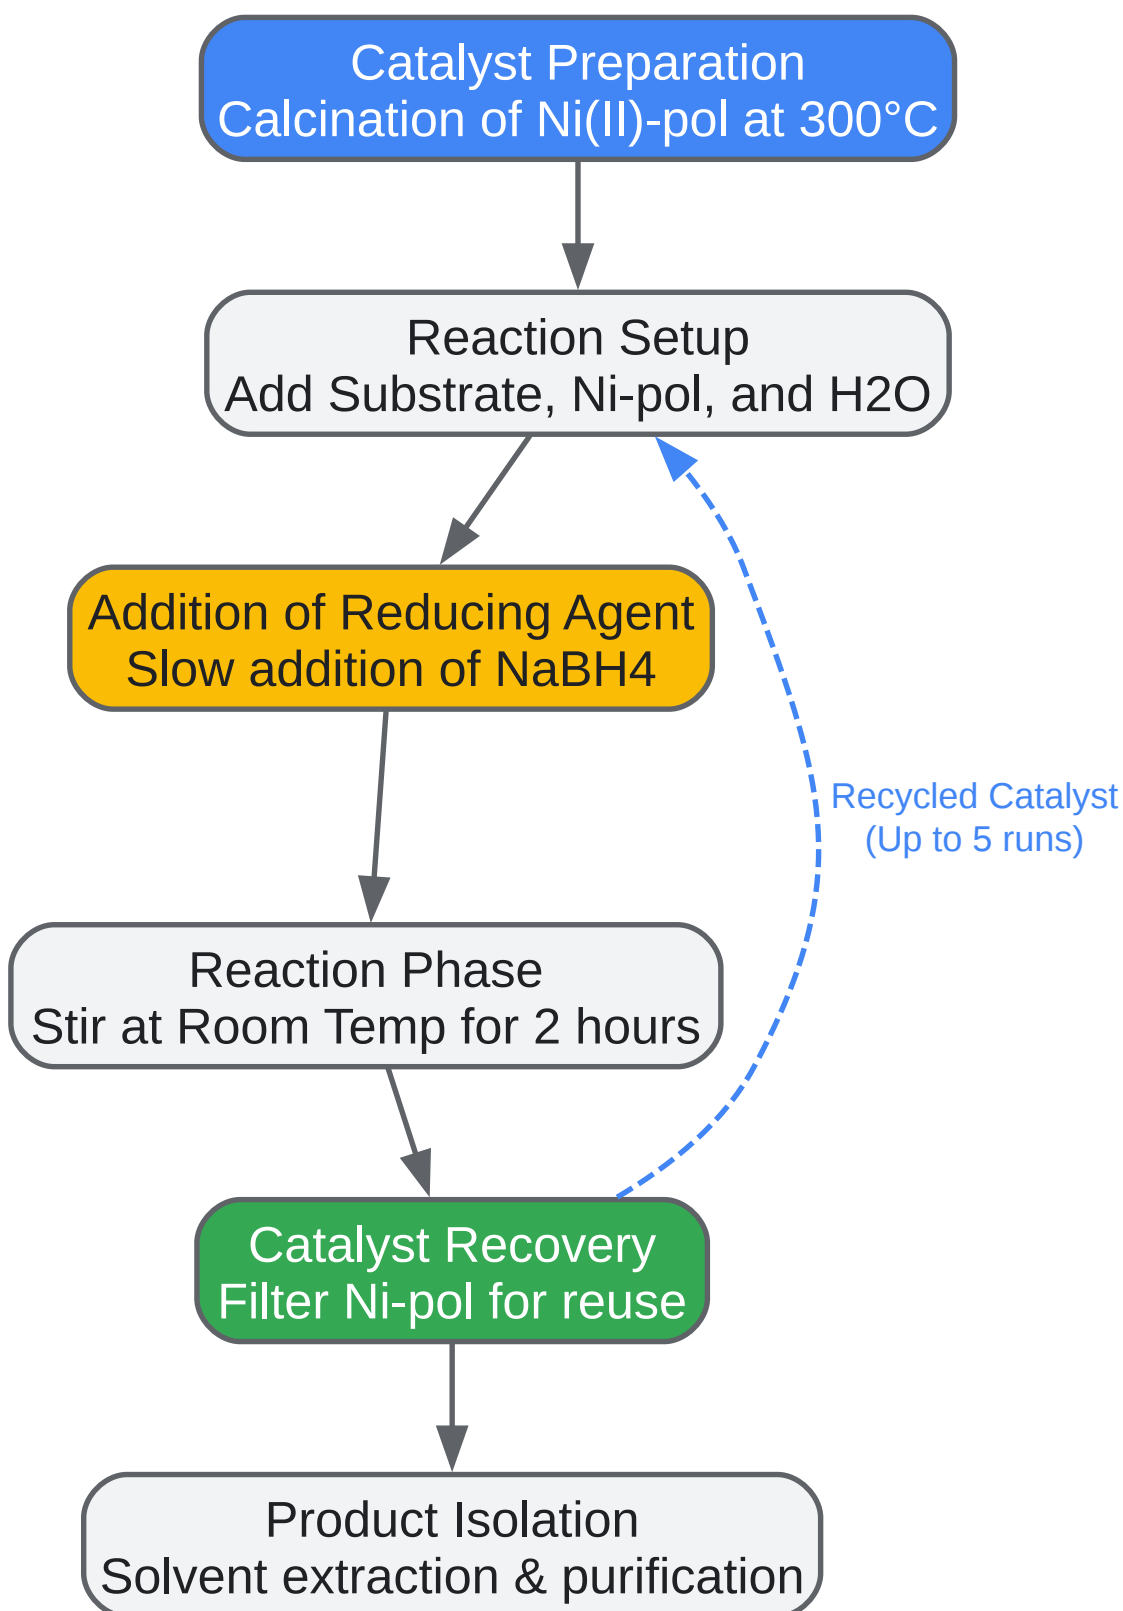 Catalyst Preparation
Calcination of Ni(II)-pol at 300°C
Reaction Setup
Add Substrate, Ni-pol, and H2O
Addition of Reducing Agent
Slow addition of NaBH4
Recycled Catalyst
(Up to 5 runs)
Reaction Phase
Stir at Room Temp for 2 hours
Catalyst Recovery
Filter Ni-pol for reuse
Product Isolation
Solvent extraction & purification